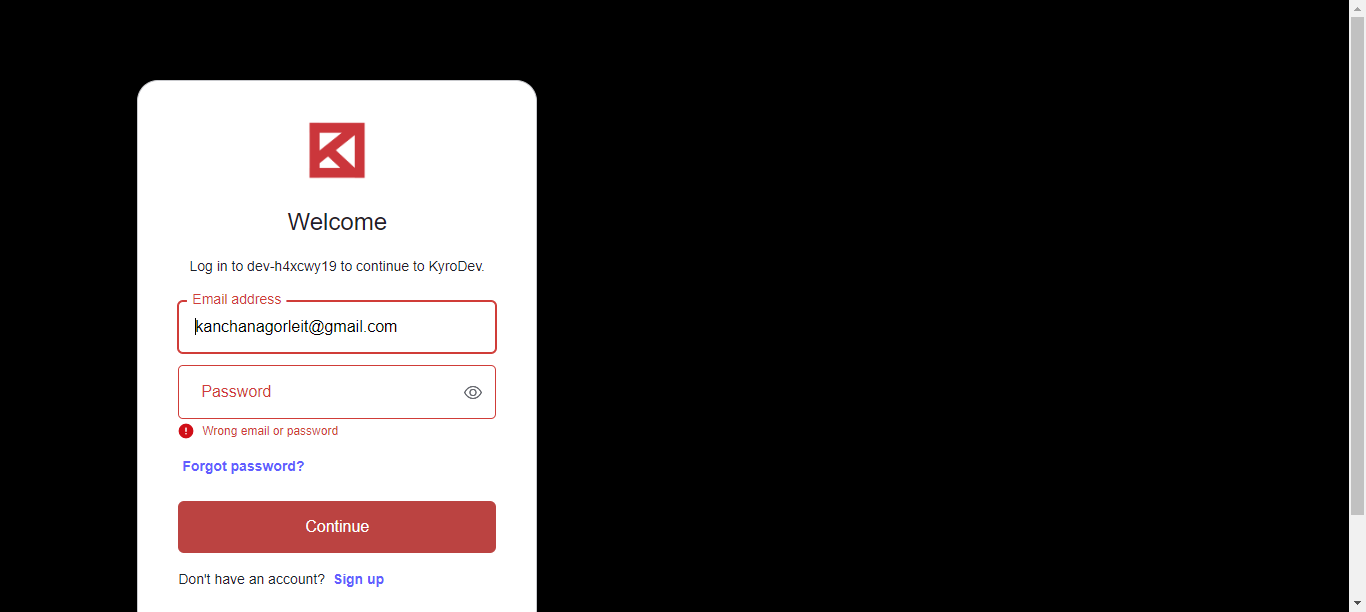 Welcome
Log in to dev-h4xcwy19 to continue to KyroDev.
Email address
kanchanagorleit@gmail.com
Password
Wrong email or password
Forgot password?
Continue
Don't have an account? Sign up